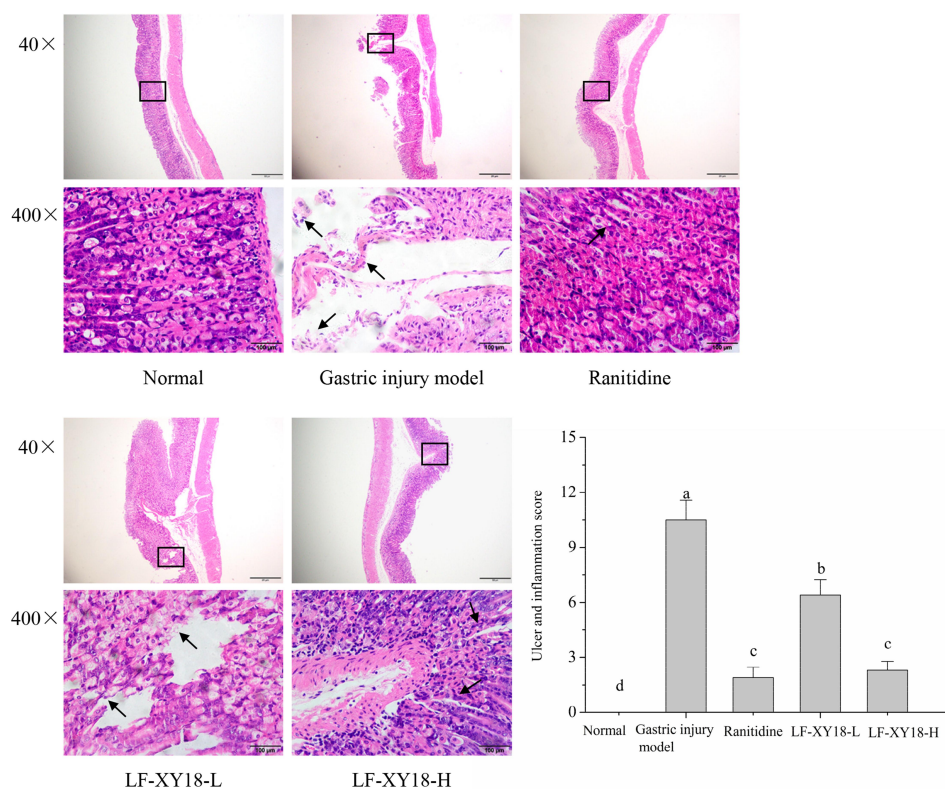 40×
400×
100 μm
100 μm
100 μm
Normal
Gastric injury model
Ranitidine
40×
400×
100 μm
100 μm
LF-XY18-L
LF-XY18-H
Ulcer and inflammation score
15
12
9
6
3
0
d
a
c
b
c
Normal
Gastric injury
model
Ranitidine
LF-XY18-L
LF-XY18-H